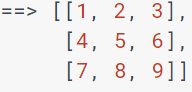 ==> [[1, 2, 3],
[4, 5, 6],
[7, 8, 9]]